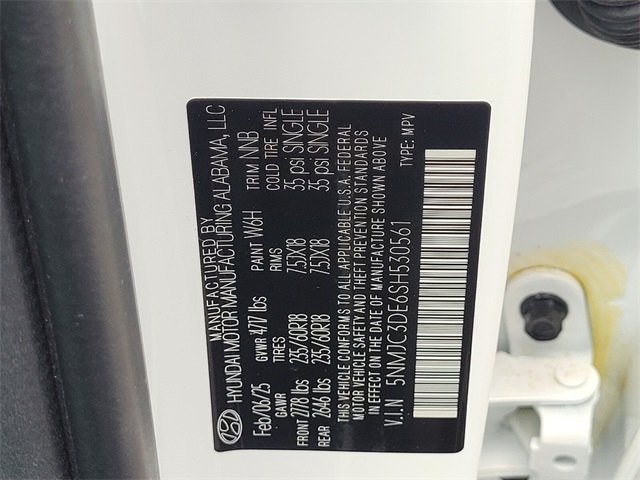 MANUFACTURED BY
HYUNDAI MOTOR MANUFACTURING ALABAMA, LLC
Feb/06/25 GVWR 4717 lbs PAINT W6H TRIM NNB
GAWR TIRES RIMS COLD TIRE INFL
FRONT 2778 lbs 235/60R18 7.5JX18 35 psi SINGLE
REAR 2646 lbs 235/60R18 7.5JX18 35 psi SINGLE
THIS VEHICLE CONFORMS TO ALL APPLICABLE U.S.A. FEDERAL
MOTOR VEHICLE SAFETY AND THEFT PREVENTION STANDARDS
IN EFFECT ON THE DATE OF MANUFACTURE SHOWN ABOVE
V.I.N 5NMJC3DE6SH530561 TYPE: MPV